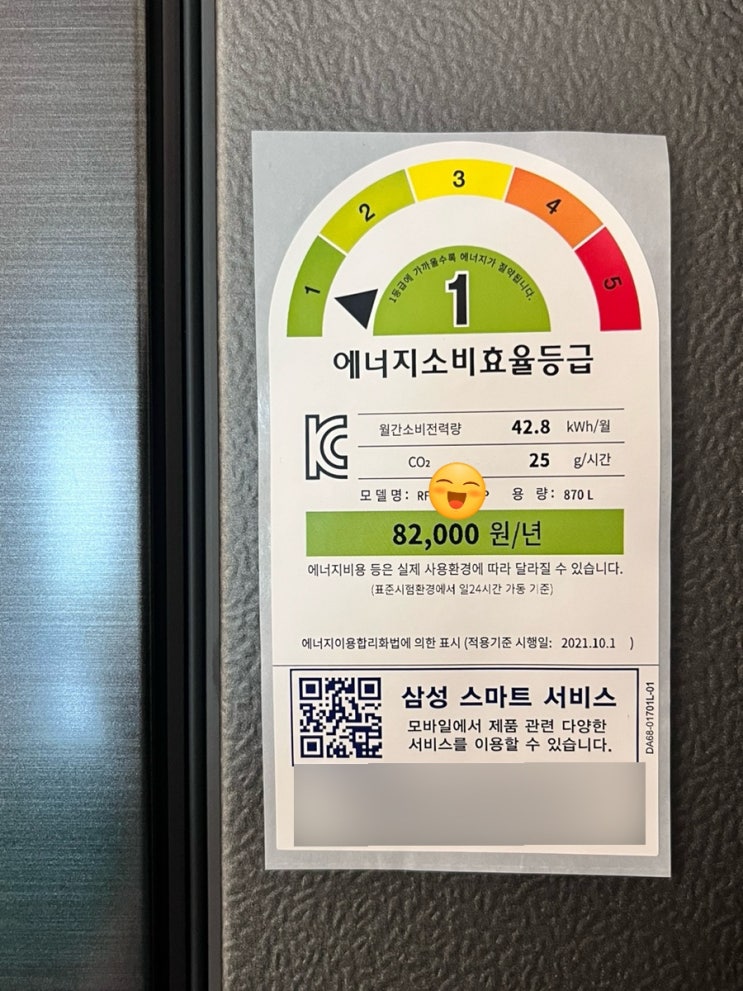 1 2 3 4 5
1등급에 가까울수록 에너지가 절약됩니다.
1
에너지소비효율등급
월간소비전력량 42.8 kWh/월
CO₂ 25 g/시간
모델명: RF P 용 량: 870 L
82,000 원/년
에너지비용 등은 실제 사용환경에 따라 달라질 수 있습니다.
(표준시험환경에서 일24시간 가동 기준)
에너지이용합리화법에 의한 표시 (적용기준 시행일: 2021.10.1 )
삼성 스마트 서비스
모바일에서 제품 관련 다양한
서비스를 이용할 수 있습니다.
DA68-01701L-01